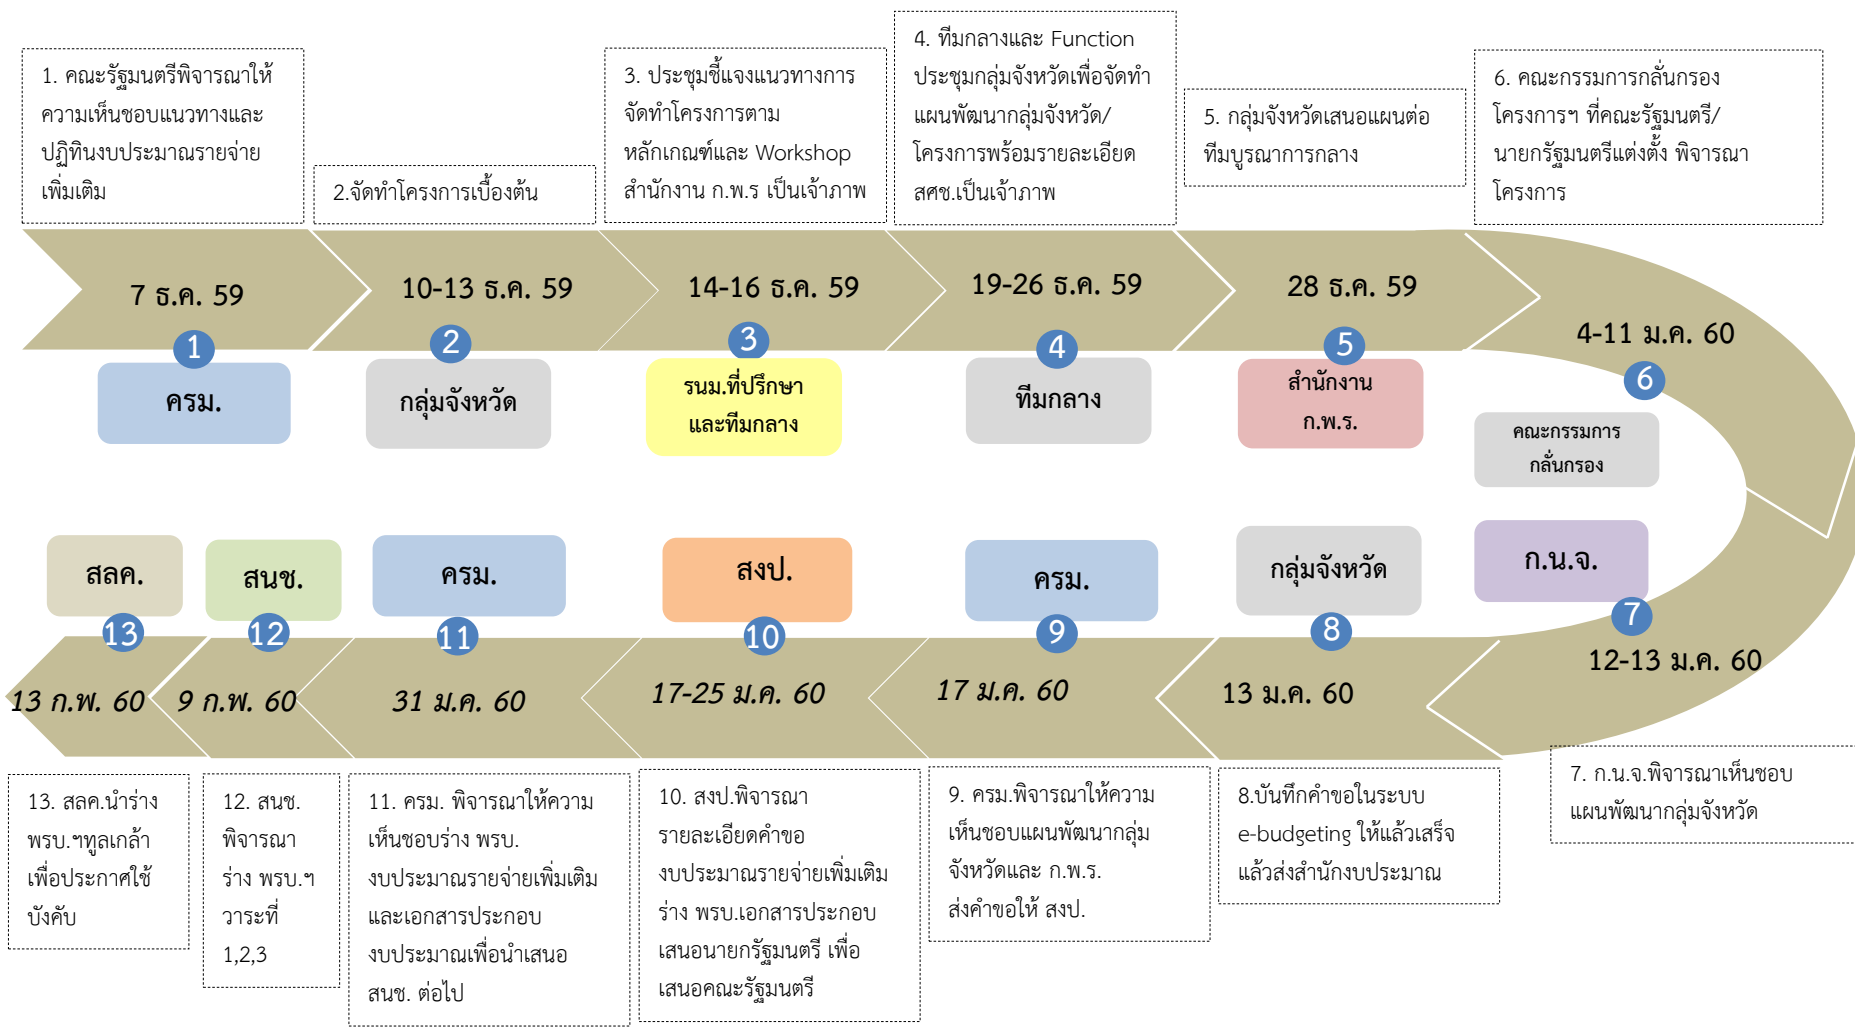 1. คณะรัฐมนตรีพิจารณาให้
ความเห็นชอบแนวทางและ
ปฏิทินงบประมาณรายจ่าย
เพิ่มเติม
2.จัดทำโครงการเบื้องต้น
3. ประชุมชี้แจงแนวทางการ
จัดทำโครงการตาม
หลักเกณฑ์และ Workshop
สำนักงาน ก.พ.ร เป็นเจ้าภาพ
4. ทีมกลางและ Function
ประชุมกลุ่มจังหวัดเพื่อจัดทำ
แผนพัฒนากลุ่มจังหวัด/
โครงการพร้อมรายละเอียด
สศช.เป็นเจ้าภาพ
5. กลุ่มจังหวัดเสนอแผนต่อ
ทีมบูรณาการกลาง
6. คณะกรรมการกลั่นกรอง
โครงการฯ ที่คณะรัฐมนตรี/
นายกรัฐมนตรีแต่งตั้ง พิจารณา
โครงการ
7 ธ.ค. 59
10-13 ธ.ค. 59
14-16 ธ.ค. 59
19-26 ธ.ค. 59
28 ธ.ค. 59
4-11 ม.ค. 60
1
2
3
4
5
6
ครม.
กลุ่มจังหวัด
รนม.ที่ปรึกษา
และทีมกลาง
ทีมกลาง
สำนักงาน
ก.พ.ร.
คณะกรรมการ
กลั่นกรอง
สลค.
สนช.
ครม.
สงป.
ครม.
กลุ่มจังหวัด
ก.น.จ.
13
12
11
10
9
8
7
13 ก.พ. 60
9 ก.พ. 60
31 ม.ค. 60
17-25 ม.ค. 60
17 ม.ค. 60
13 ม.ค. 60
12-13 ม.ค. 60
13. สลค.นำร่าง
พรบ.ฯทูลเกล้า
เพื่อประกาศใช้
บังคับ
12. สนช.
พิจารณา
ร่าง พรบ.ฯ
วาระที่
1,2,3
11. ครม. พิจารณาให้ความ
เห็นชอบร่าง พรบ.
งบประมาณรายจ่ายเพิ่มเติม
และเอกสารประกอบ
งบประมาณเพื่อนำเสนอ
สนช. ต่อไป
10. สงป.พิจารณา
รายละเอียดคำขอ
งบประมาณรายจ่ายเพิ่มเติม
ร่าง พรบ.เอกสารประกอบ
เสนอนายกรัฐมนตรี เพื่อ
เสนอคณะรัฐมนตรี
9. ครม.พิจารณาให้ความ
เห็นชอบแผนพัฒนากลุ่ม
จังหวัดและ ก.พ.ร.
ส่งคำขอให้ สงป.
8.บันทึกคำขอในระบบ
e-budgeting ให้แล้วเสร็จ
แล้วส่งสำนักงบประมาณ
7. ก.น.จ.พิจารณาเห็นชอบ
แผนพัฒนากลุ่มจังหวัด